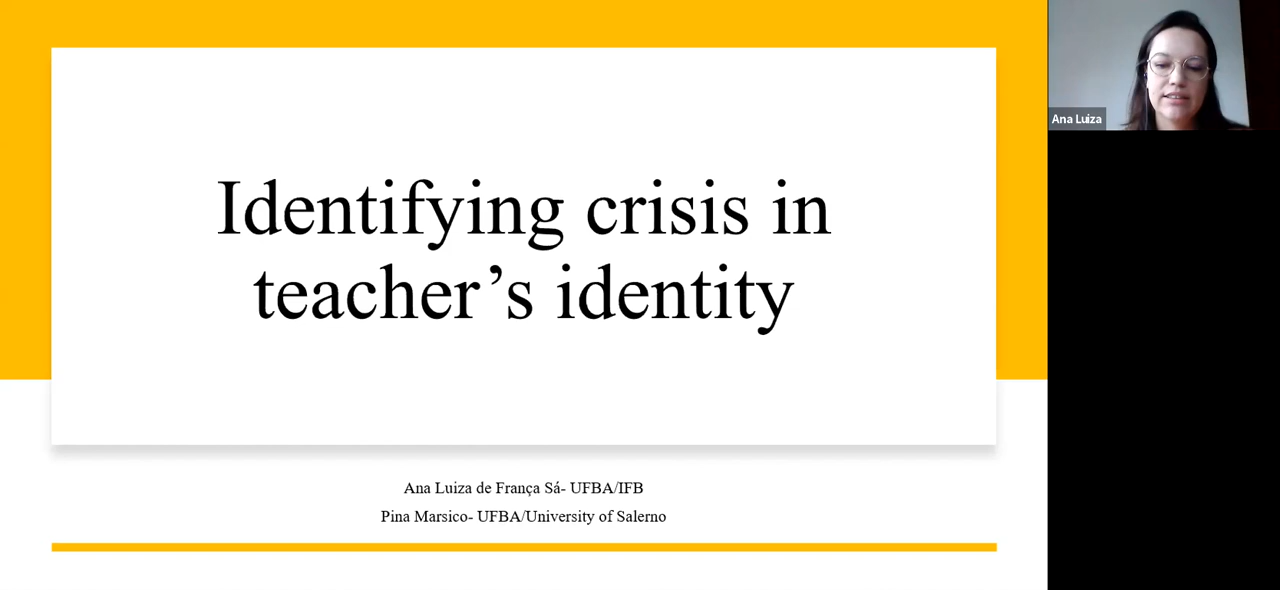 Identifying crisis in
teacher’s identity
Ana Luiza de França Sá- UFBA/IFB
Pina Marsico- UFBA/University of Salerno
Ana Luiza